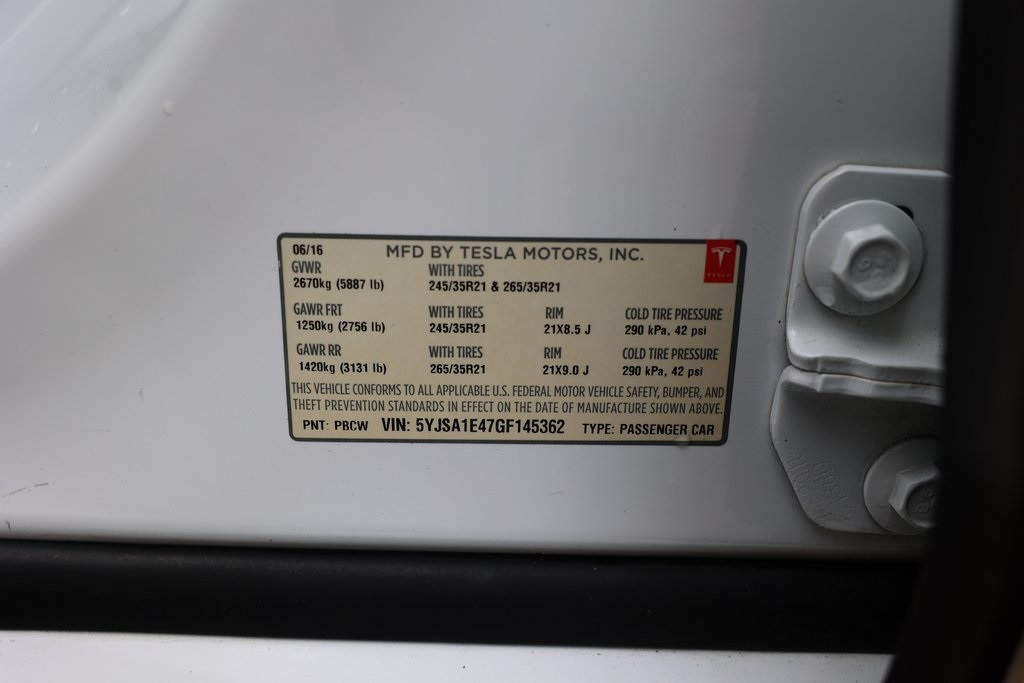 06/16 MFD BY TESLA MOTORS, INC.
TESLA
GVWR WITH TIRES
2670kg (5887 lb) 245/35R21 & 265/35R21
GAWR FRT WITH TIRES RIM COLD TIRE PRESSURE
1250kg (2756 lb) 245/35R21 21X8.5 J 290 kPa, 42 psi
GAWR RR WITH TIRES RIM COLD TIRE PRESSURE
1420kg (3131 lb) 265/35R21 21X9.0 J 290 kPa, 42 psi
THIS VEHICLE CONFORMS TO ALL APPLICABLE U.S. FEDERAL MOTOR VEHICLE SAFETY, BUMPER, AND
THEFT PREVENTION STANDARDS IN EFFECT ON THE DATE OF MANUFACTURE SHOWN ABOVE.
PNT: PBCW VIN: 5YJSA1E47GF145362 TYPE: PASSENGER CAR